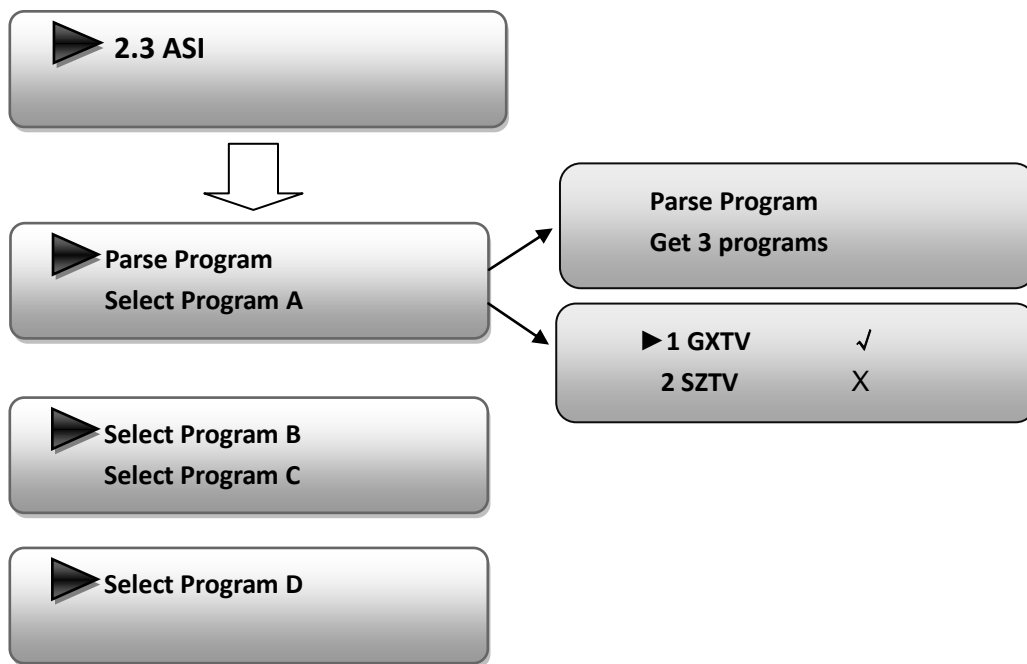 2.3 ASI
Parse Program
Select Program A
Parse Program
Get 3 programs
►1 GXTV √
2 SZTV X
Select Program B
Select Program C
Select Program D